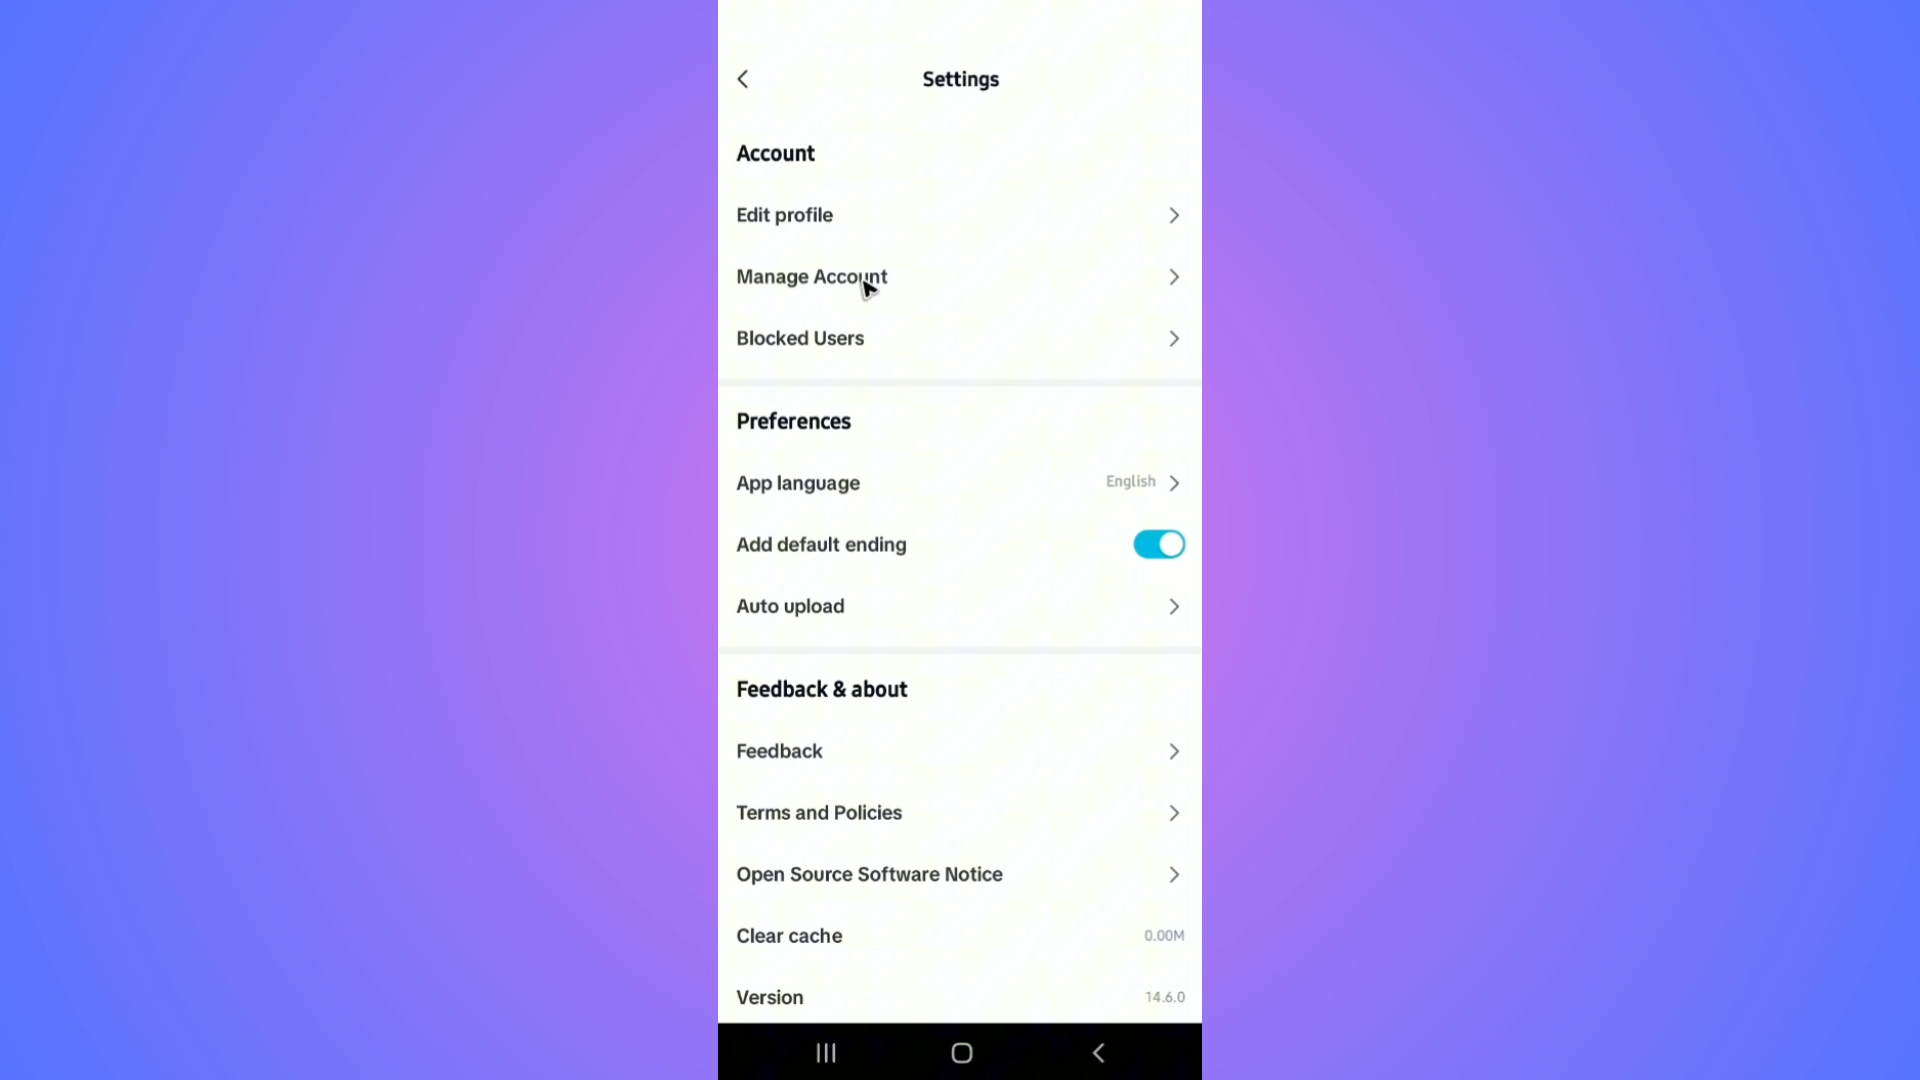 Settings
Account
Edit profile
Manage Account
Blocked Users
Preferences
App language English
Add default ending
Auto upload
Feedback & about
Feedback
Terms and Policies
Open Source Software Notice
Clear cache 0.00M
Version 14.6.0